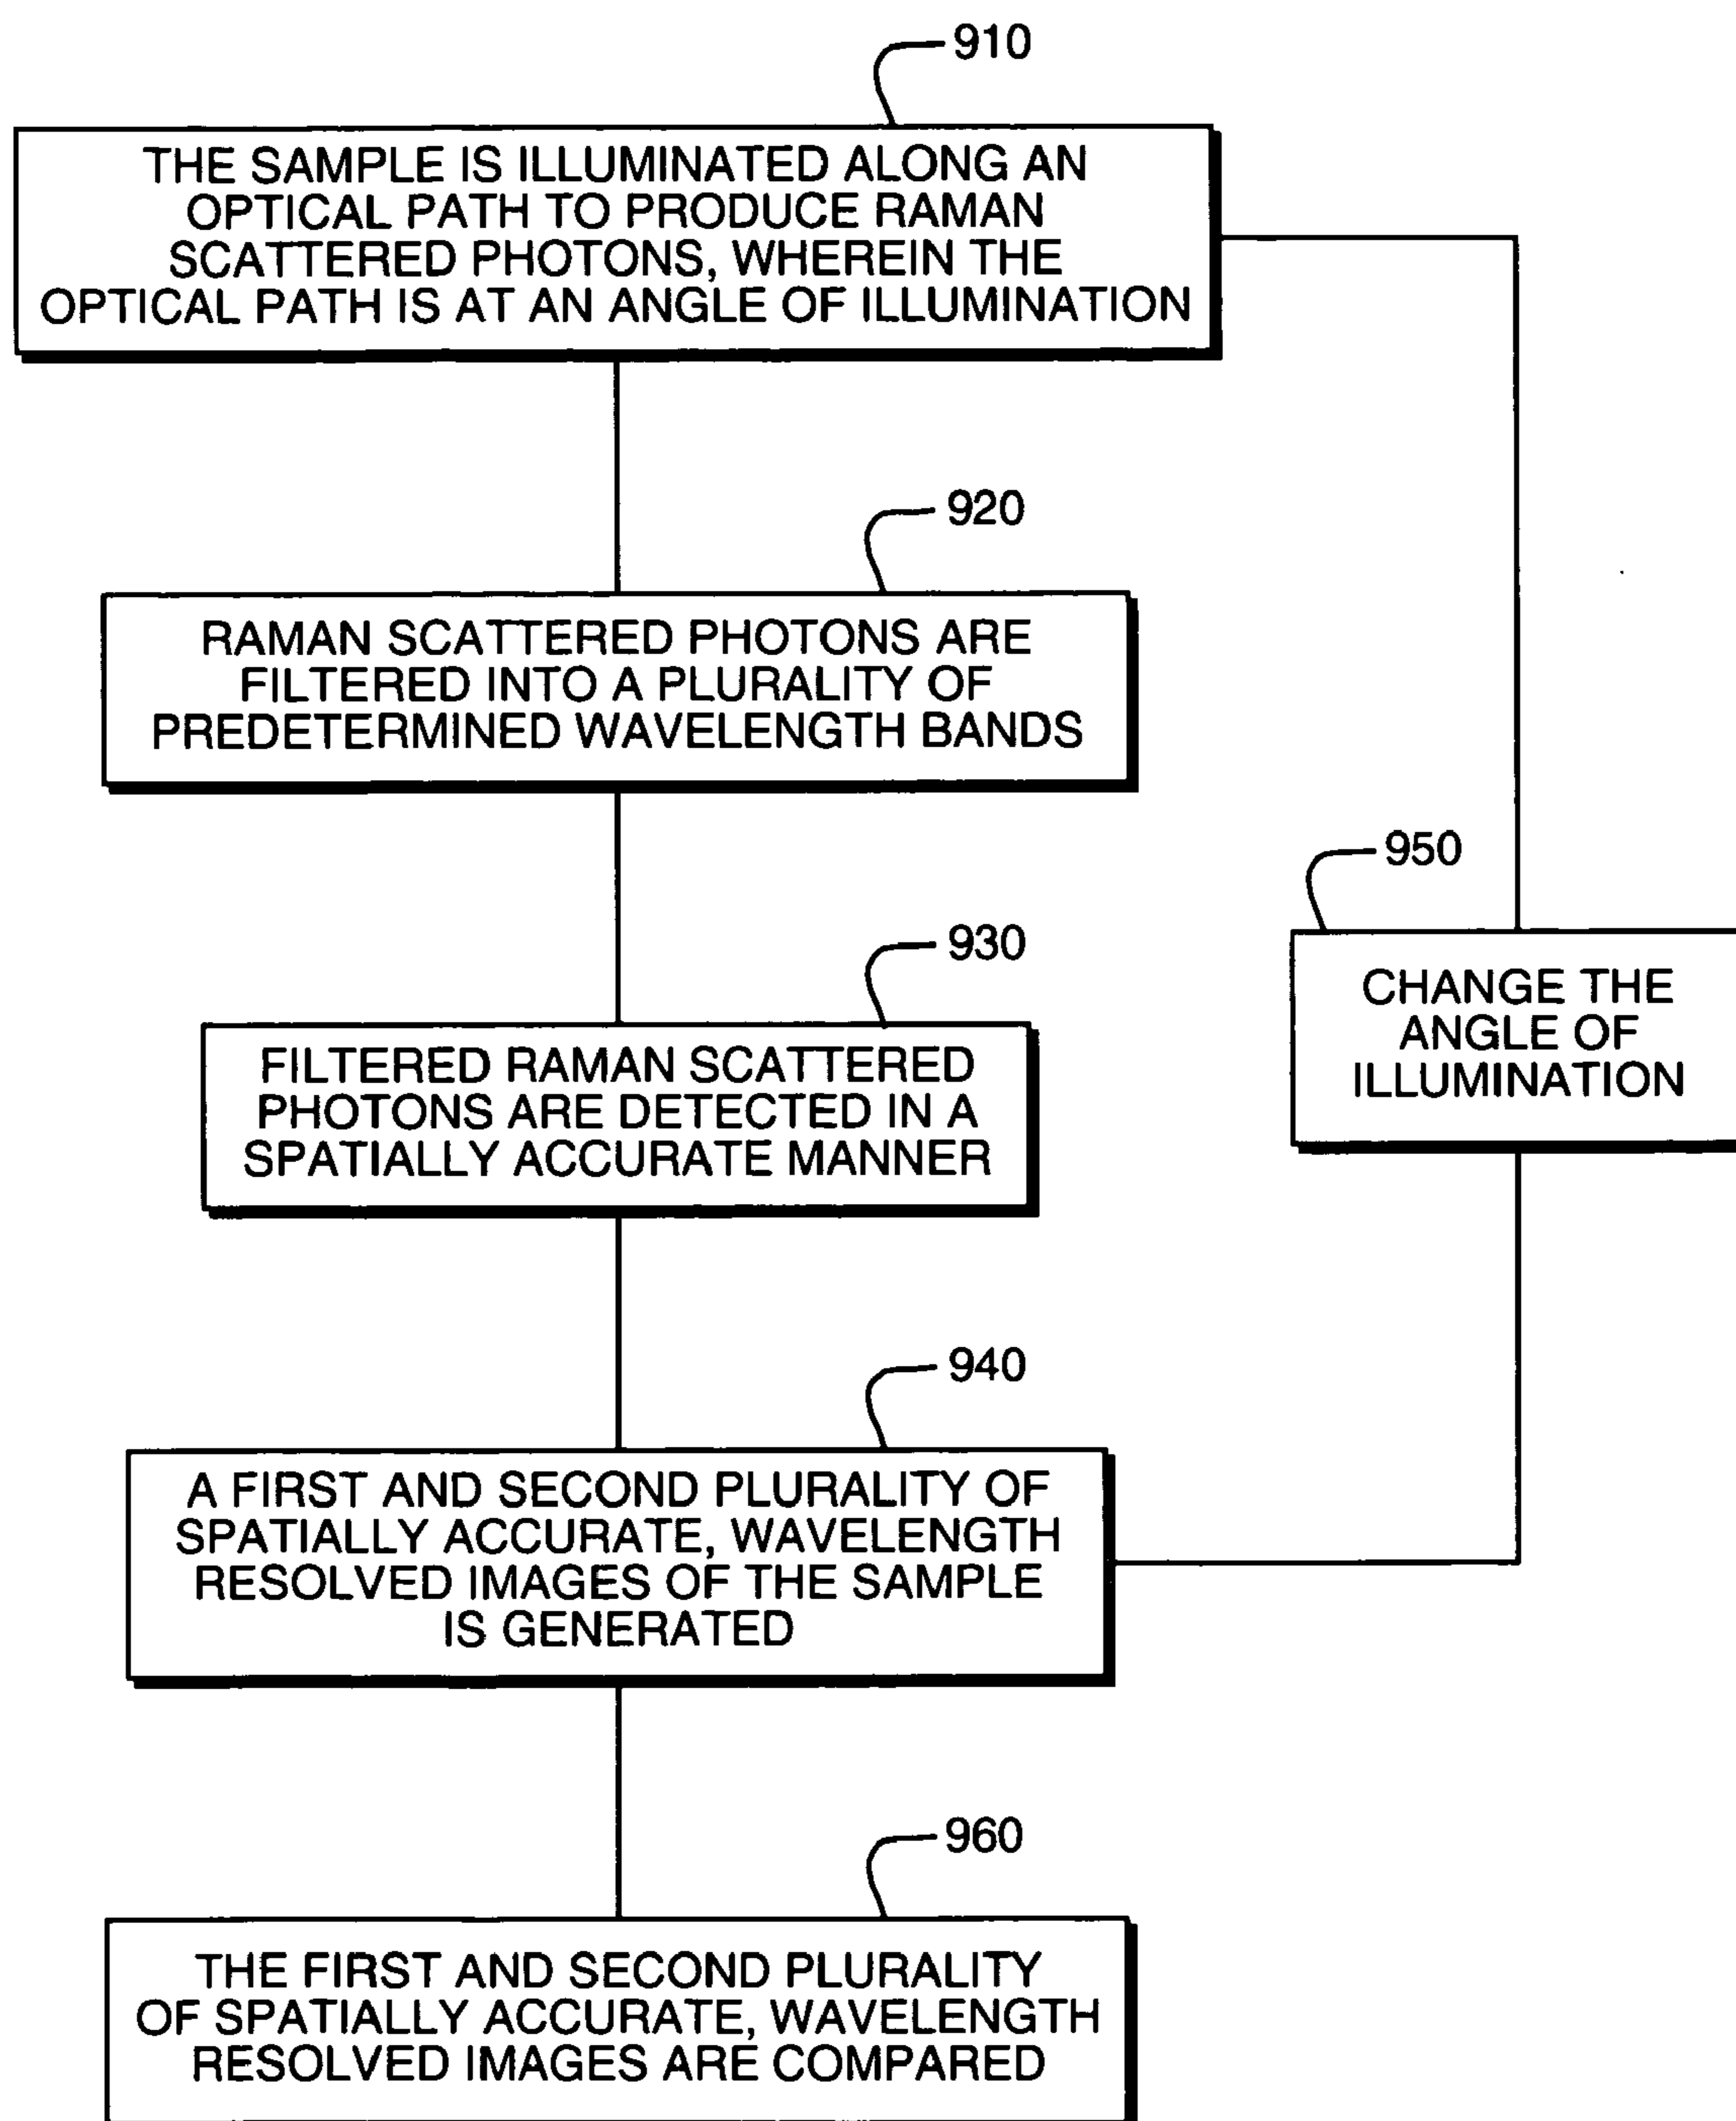 910
THE SAMPLE IS ILLUMINATED ALONG AN
OPTICAL PATH TO PRODUCE RAMAN
SCATTERED PHOTONS, WHEREIN THE
OPTICAL PATH IS AT AN ANGLE OF ILLUMINATION
920
RAMAN SCATTERED PHOTONS ARE
FILTERED INTO A PLURALITY OF
PREDETERMINED WAVELENGTH BANDS
930
FILTERED RAMAN SCATTERED
PHOTONS ARE DETECTED IN A
SPATIALLY ACCURATE MANNER
950
CHANGE THE
ANGLE OF
ILLUMINATION
940
A FIRST AND SECOND PLURALITY OF
SPATIALLY ACCURATE, WAVELENGTH
RESOLVED IMAGES OF THE SAMPLE
IS GENERATED
960
THE FIRST AND SECOND PLURALITY
OF SPATIALLY ACCURATE, WAVELENGTH
RESOLVED IMAGES ARE COMPARED